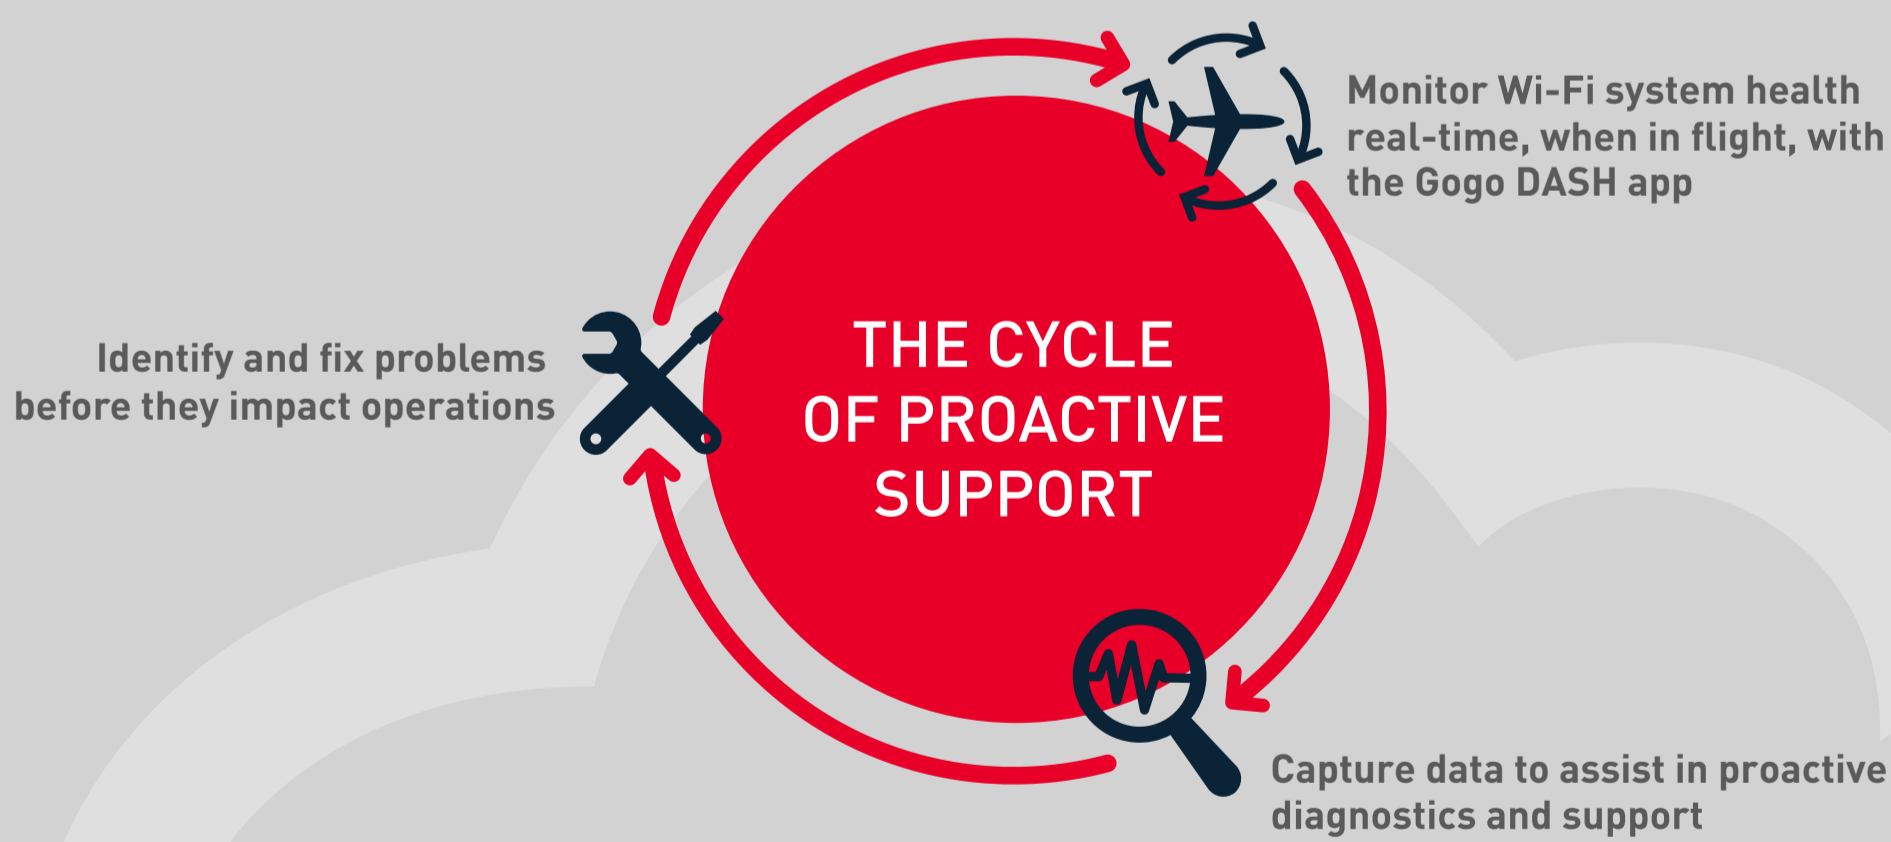 Monitor Wi-Fi system health
real-time, when in flight, with
the Gogo DASH app
THE CYCLE
OF PROACTIVE
SUPPORT
Identify and fix problems
before they impact operations
Capture data to assist in proactive
diagnostics and support